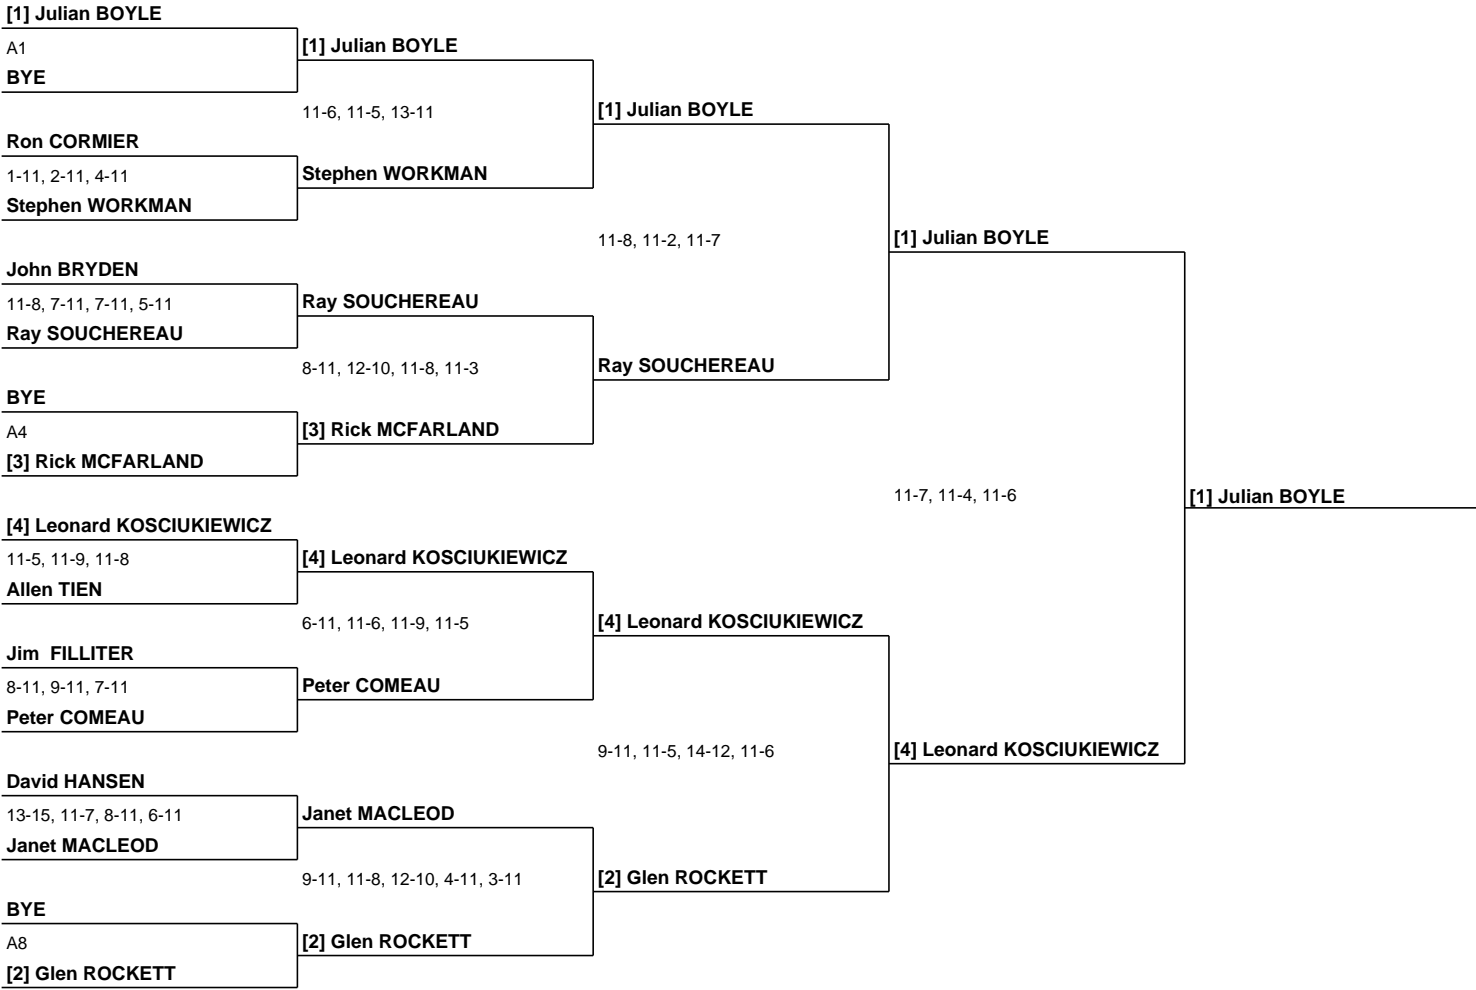 [1] Julian BOYLE
A1
BYE
Ron CORMIER
1-11, 2-11, 4-11
Stephen WORKMAN
John BRYDEN
11-8, 7-11, 7-11, 5-11
Ray SOUCHEREAU
BYE
A4
[3] Rick MCFARLAND
[4] Leonard KOSCIUKIEWICZ
11-5, 11-9, 11-8
Allen TIEN
Jim  FILLITER
8-11, 9-11, 7-11
Peter COMEAU
David HANSEN
13-15, 11-7, 8-11, 6-11
Janet MACLEOD
BYE
A8
[2] Glen ROCKETT
[1] Julian BOYLE
11-6, 11-5, 13-11
Stephen WORKMAN
Ray SOUCHEREAU
8-11, 12-10, 11-8, 11-3
[3] Rick MCFARLAND
[4] Leonard KOSCIUKIEWICZ
6-11, 11-6, 11-9, 11-5
Peter COMEAU
Janet MACLEOD
9-11, 11-8, 12-10, 4-11, 3-11
[2] Glen ROCKETT
[1] Julian BOYLE
11-8, 11-2, 11-7
Ray SOUCHEREAU
[4] Leonard KOSCIUKIEWICZ
9-11, 11-5, 14-12, 11-6
[2] Glen ROCKETT
[1] Julian BOYLE
11-7, 11-4, 11-6
[4] Leonard KOSCIUKIEWICZ
[1] Julian BOYLE